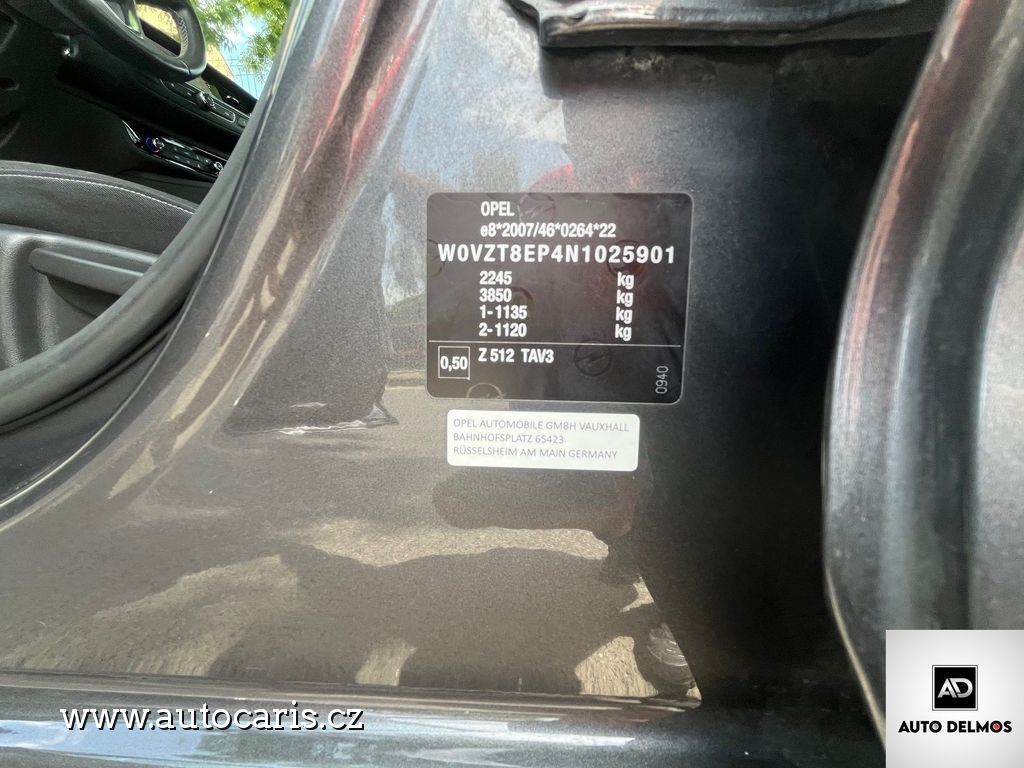 OPEL
e8*2007/46*0264*22
W0VZT8EP4N1025901
2245 kg
3850 kg
1-1135 kg
2-1120 kg
0,50 Z 512 TAV3
0940
OPEL AUTOMOBILE GMBH VAUXHALL
BAHNHOFSPLATZ 65423
RÜSSELSHEIM AM MAIN GERMANY
www.autocaris.cz
AD
AUTO DELMOS